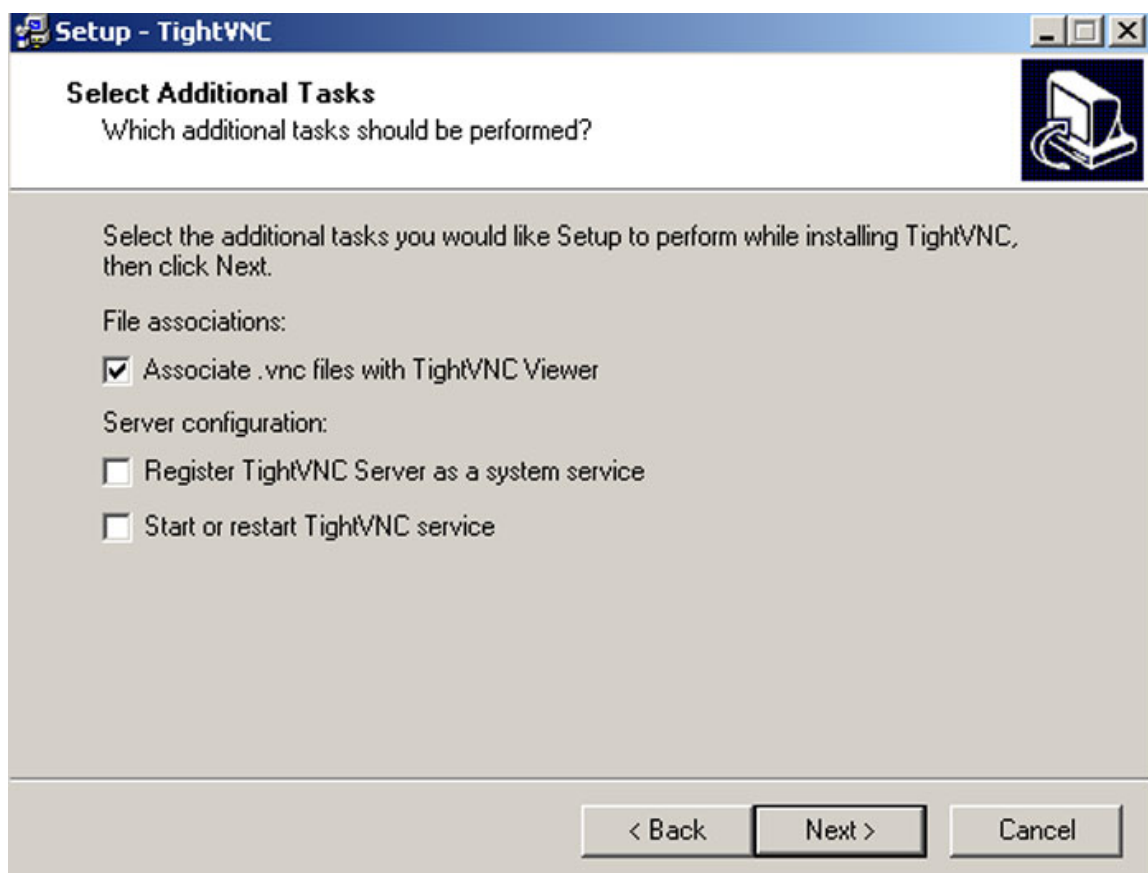 Setup - TightVNC
Select Additional Tasks
Which additional tasks should be performed?
Select the additional tasks you would like Setup to perform while installing TightVNC,
then click Next.
File associations:
Associate .vnc files with TightVNC Viewer
Server configuration:
Register TightVNC Server as a system service
Start or restart TightVNC service
< Back Next > Cancel